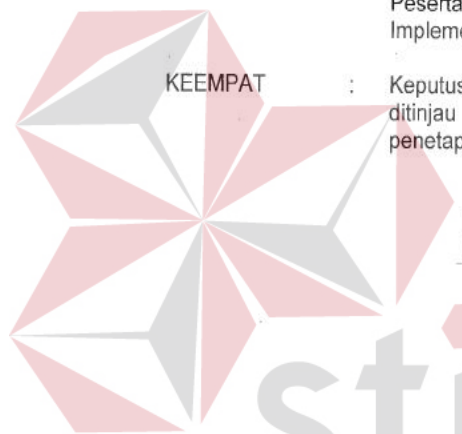 Peserta
Impleme
KEEMPAT : Keputus
ditinjau
penetap
sti